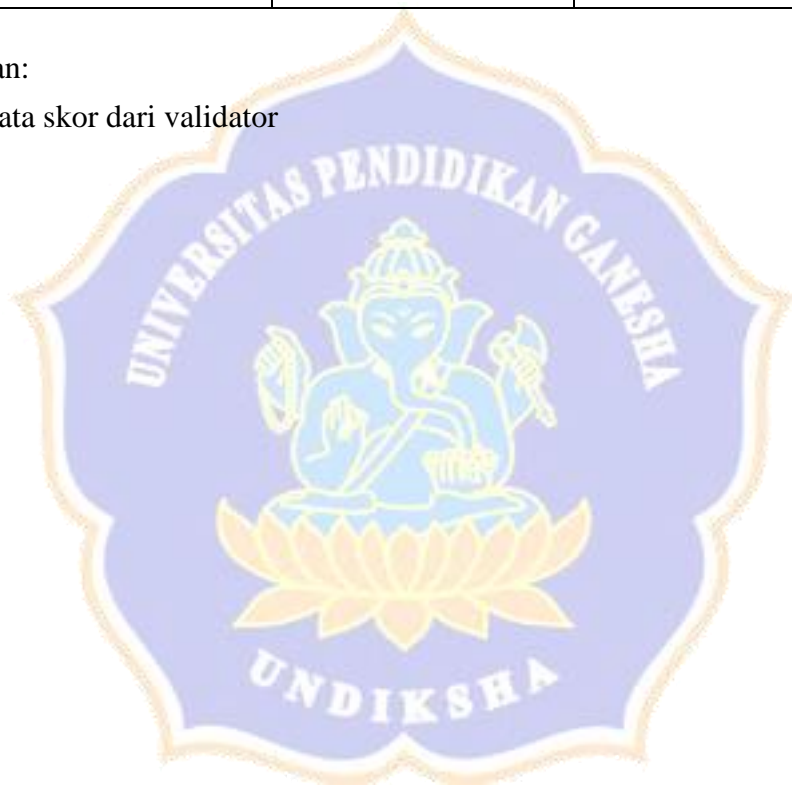 an:
ata skor dari validator
UNIVERSITAS PENDIDIKAN GANESHA
UNDIKSHA